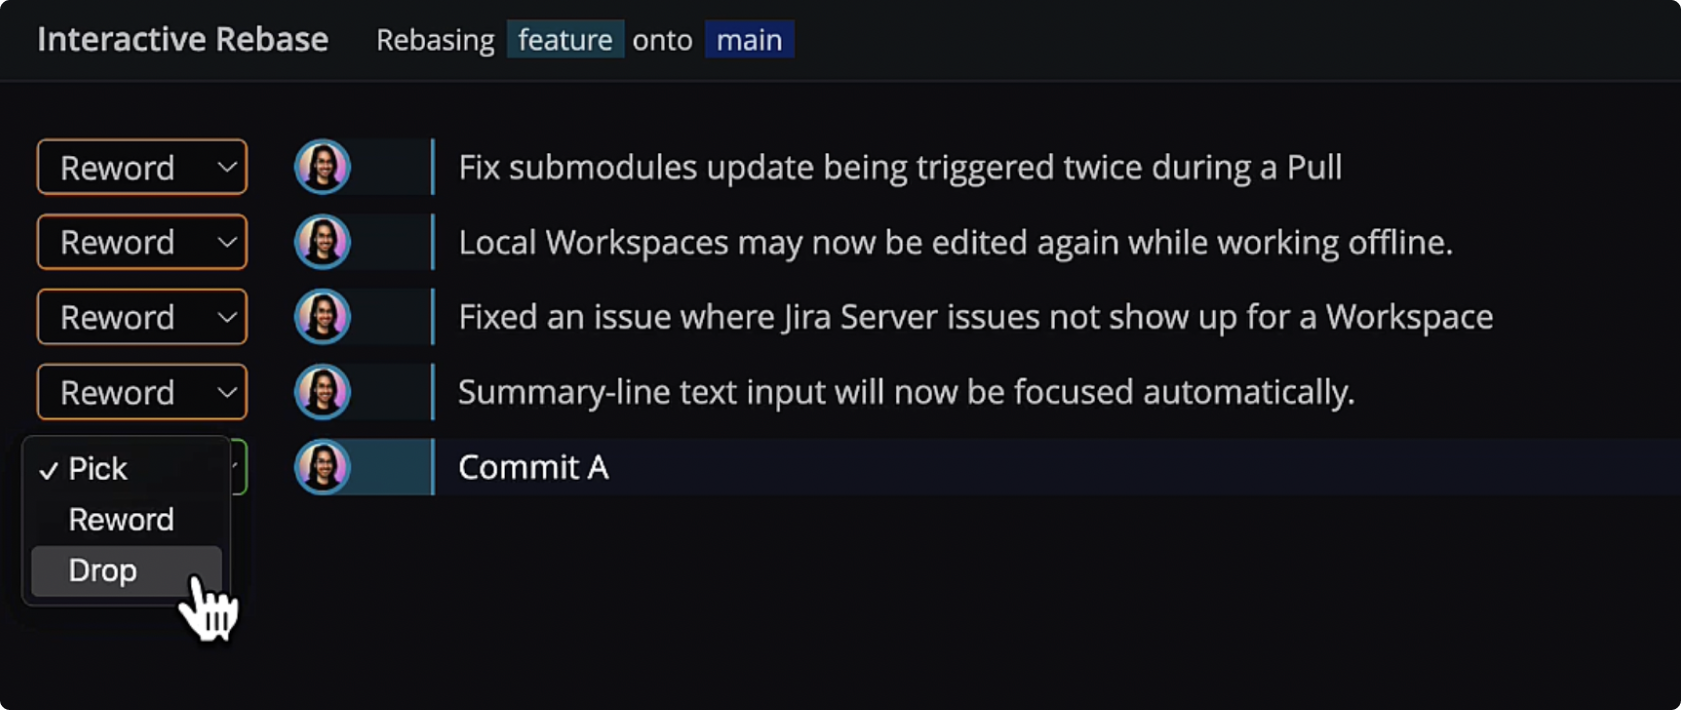 Interactive Rebase Rebasing feature onto main
Reword Fix submodules update being triggered twice during a Pull
Reword Local Workspaces may now be edited again while working offline.
Reword Fixed an issue where Jira Server issues not show up for a Workspace
Reword Summary-line text input will now be focused automatically.
✓ Pick Commit A
Reword
Drop